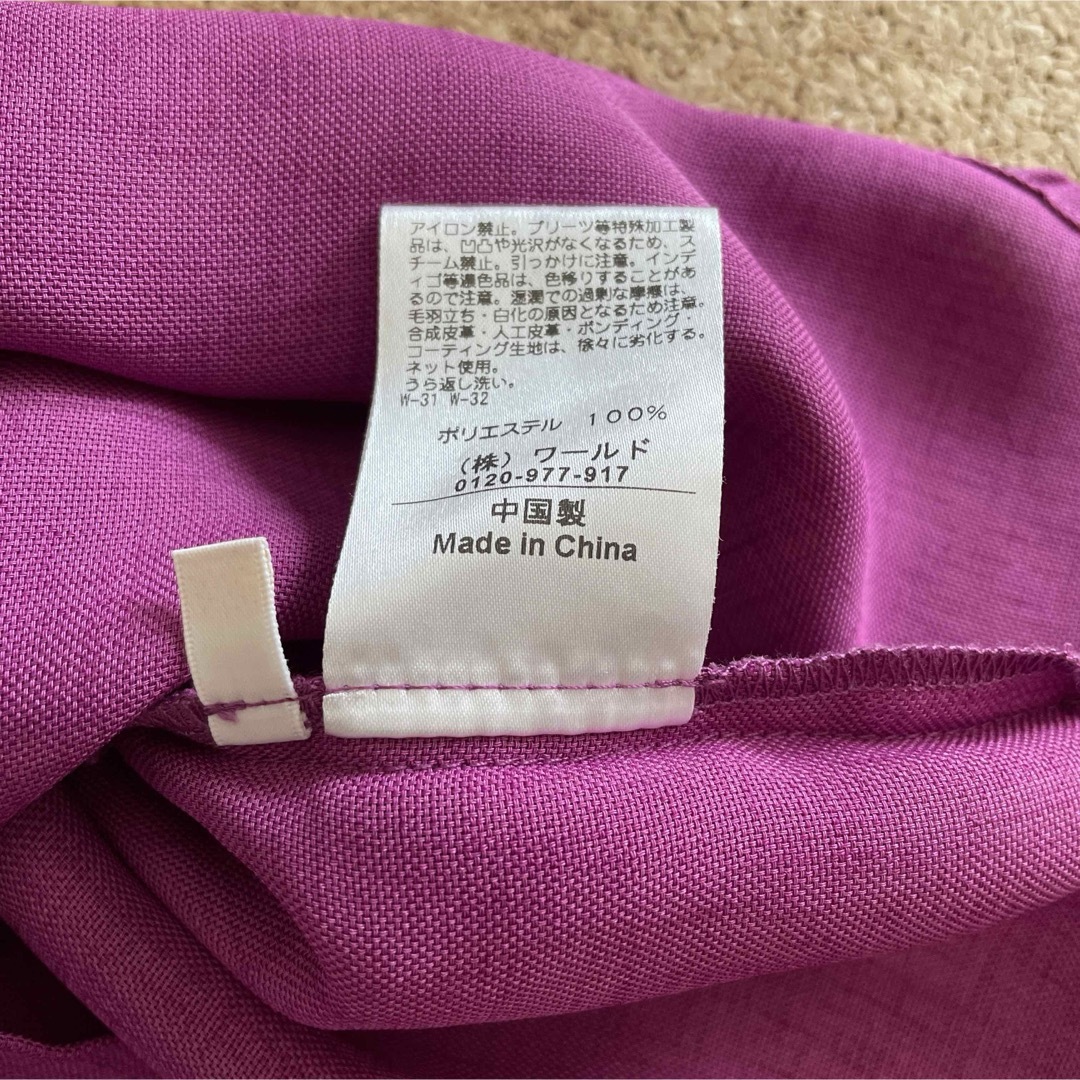 アイロン禁止。プリーツ等特殊加工製
品は、凹凸や光沢がなくなるため、ス
チーム禁止。引っかけに注意。インデ
ィゴ等濃色品は、色移りすることがあ
るので注意。湿潤での過剰な摩擦は、
毛羽立ち・白化の原因となるため注意。
合成皮革・人工皮革・ボンディング・
コーティング生地は、徐々に劣化する。
ネット使用。
うら返し洗い。
W-31 W-32
ポリエステル 100%
(株) ワールド
0120-977-917
中国製
Made in China